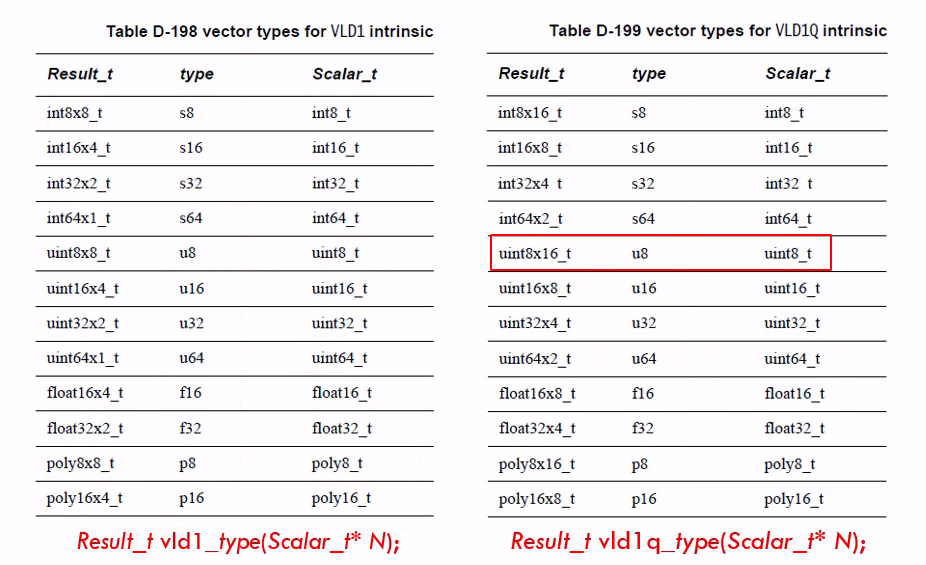 Table D-198 vector types for VLD1 intrinsic
Result_t type Scalar_t
int8x8_t s8 int8_t
int16x4_t s16 int16_t
int32x2_t s32 int32_t
int64x1_t s64 int64_t
uint8x8_t u8 uint8_t
uint16x4_t u16 uint16_t
uint32x2_t u32 uint32_t
uint64x1_t u64 uint64_t
float16x4_t f16 float16_t
float32x2_t f32 float32_t
poly8x8_t p8 poly8_t
poly16x4_t p16 poly16_t
Result_t vld1_type(Scalar_t* N);
Table D-199 vector types for VLD1Q intrinsic
Result_t type Scalar_t
int8x16_t s8 int8_t
int16x8_t s16 int16_t
int32x4 t s32 int32 t
int64x2_t s64 int64_t
uint8x16_t u8 uint8_t
uint16x8_t u16 uint16_t
uint32x4_t u32 uint32_t
uint64x2_t u64 uint64_t
float16x8_t f16 float16_t
float32x4_t f32 float32_t
poly8x16_t p8 poly8_t
poly16x8_t p16 poly16_t
Result_t vld1q_type(Scalar_t* N);